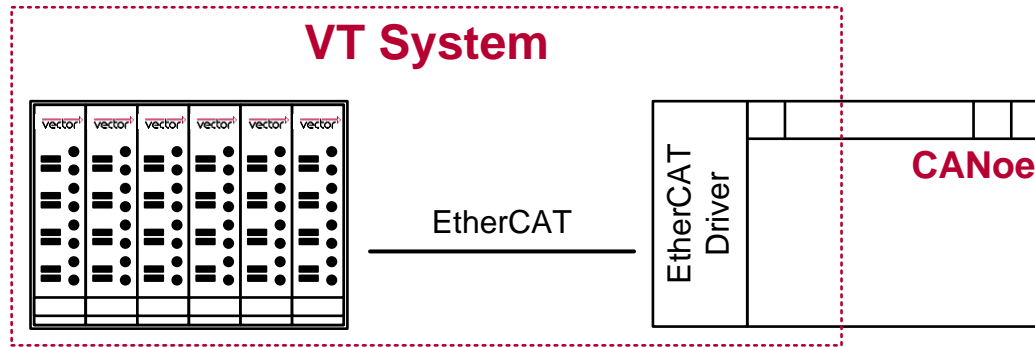 VT System
vector vector vector vector vector vector
CANoe
EtherCAT
EtherCAT
Driver